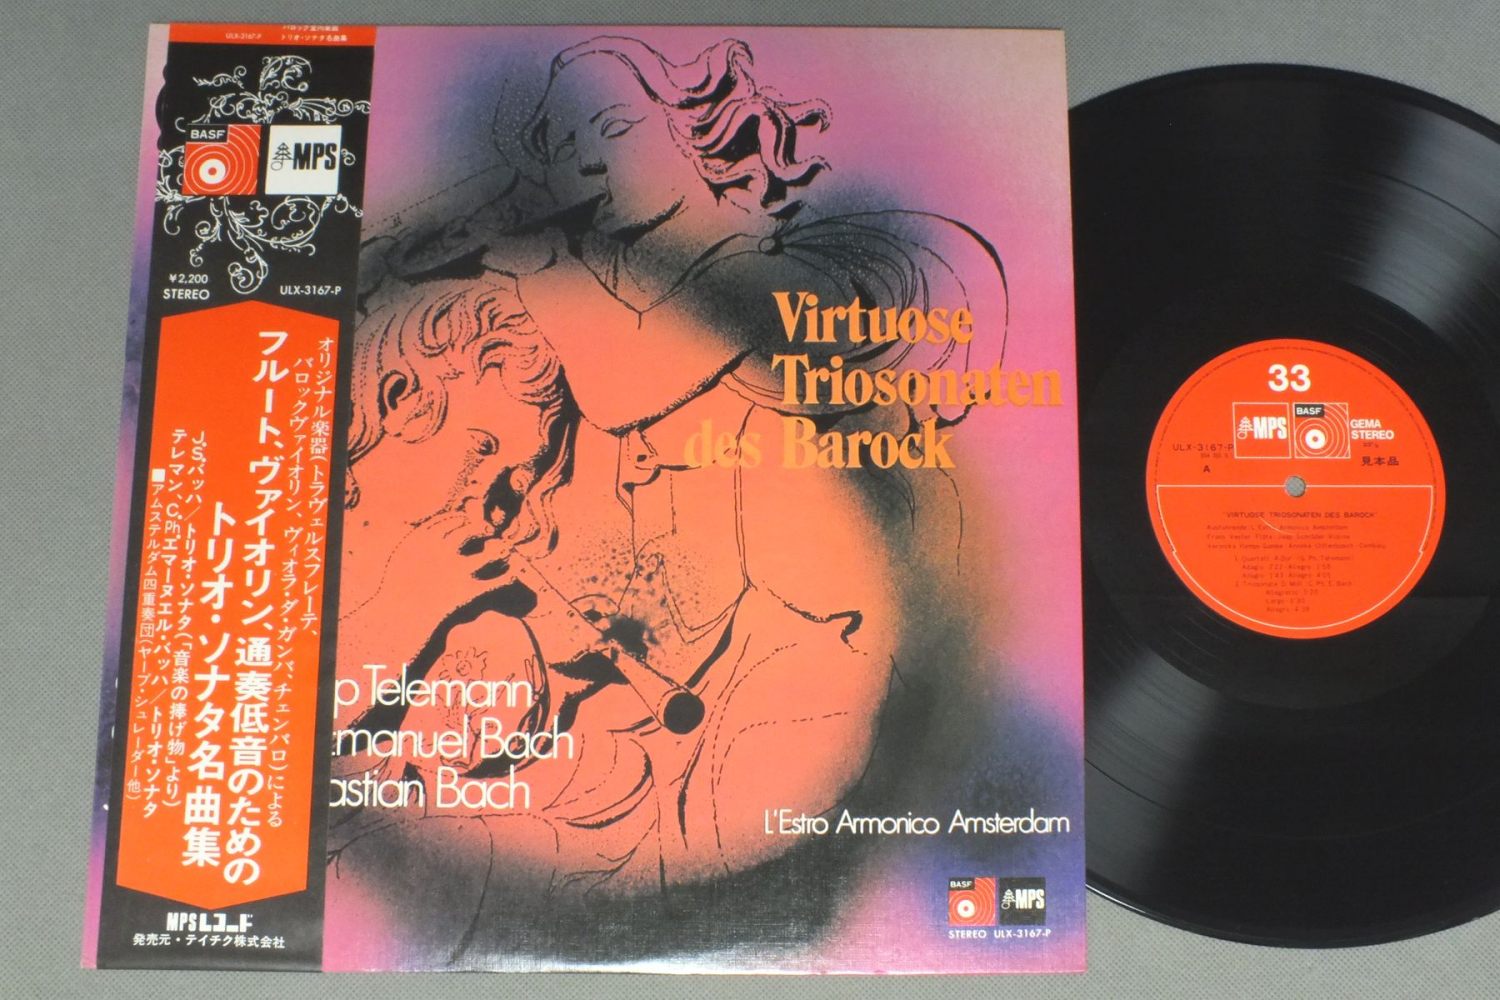 ULX-3167-P
トリオ・ソナタ名曲集
BASF
MPS
¥2,200
STEREO
ULX-3167-P
オリジナル楽器(トラヴェルスフレーテ、
バロックヴァイオリン、ヴィオラ・ダ・ガンバ、チェンバロ)による
フルート、ヴァイオリン、通奏低音のための
トリオ・ソナタ名曲集
J.S.バッハ/トリオ・ソナタ(「音楽の捧げ物」より)
テレマン、C.Ph.エマーヌエル・バッハ/トリオ・ソナタ
■アムステルダム四重奏団(ヤープ・シュレーダー他)
MPSレコード
発売元・テイチク株式会社
Virtuose
Triosonaten
des Barock
p Telemann
Emanuel Bach
astian Bach
L'Estro Armonico Amsterdam
BASF
MPS
STEREO ULX-3167-P
33
MPS
BASF
GEMA
STEREO
ULX-3167-P
A
見本品
"VIRTUOSE TRIOSONATEN DES BAROCK"